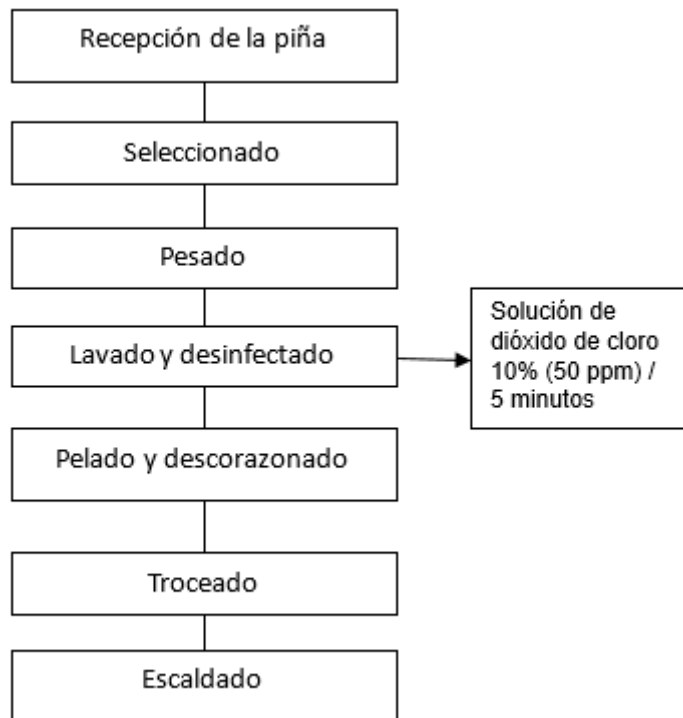 Recepción de la piña
Seleccionado
Pesado
Lavado y desinfectado
Solución de
dióxido de cloro
10% (50 ppm) /
5 minutos
Pelado y descorazonado
Troceado
Escaldado